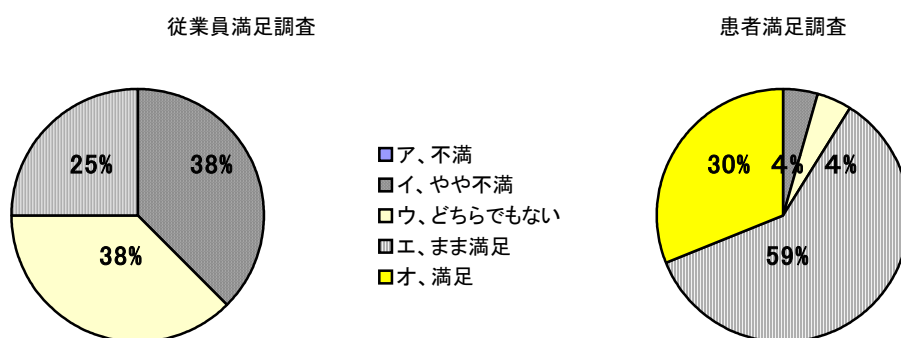 従業員満足調査
患者満足調査
25%
38%
38%
ア、不満
イ、やや不満
ウ、どちらでもない
エ、まま満足
オ、満足
30%
4%
4%
59%